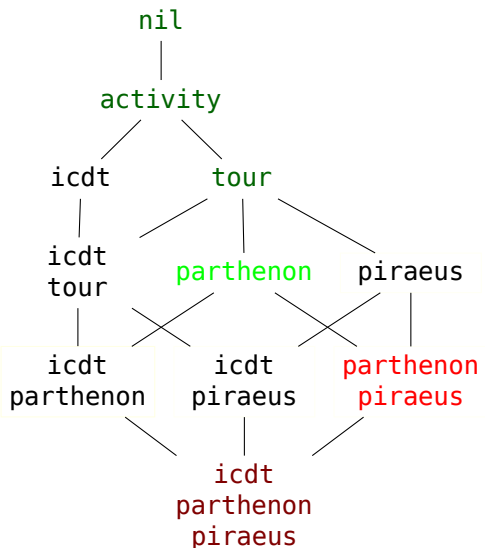 nil
activity
icdt
tour
icdt
tour
parthenon
piraeus
icdt
parthenon
icdt
piraeus
parthenon
piraeus
icdt
parthenon
piraeus